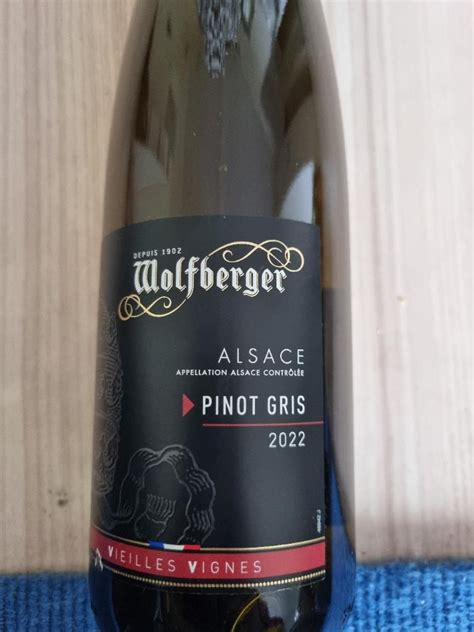 DEPUIS 1902
Wolfberger
ALSACE
APPELLATION ALSACE CONTRÔLÉE
PINOT GRIS
2022
VIEILLES VIGNES